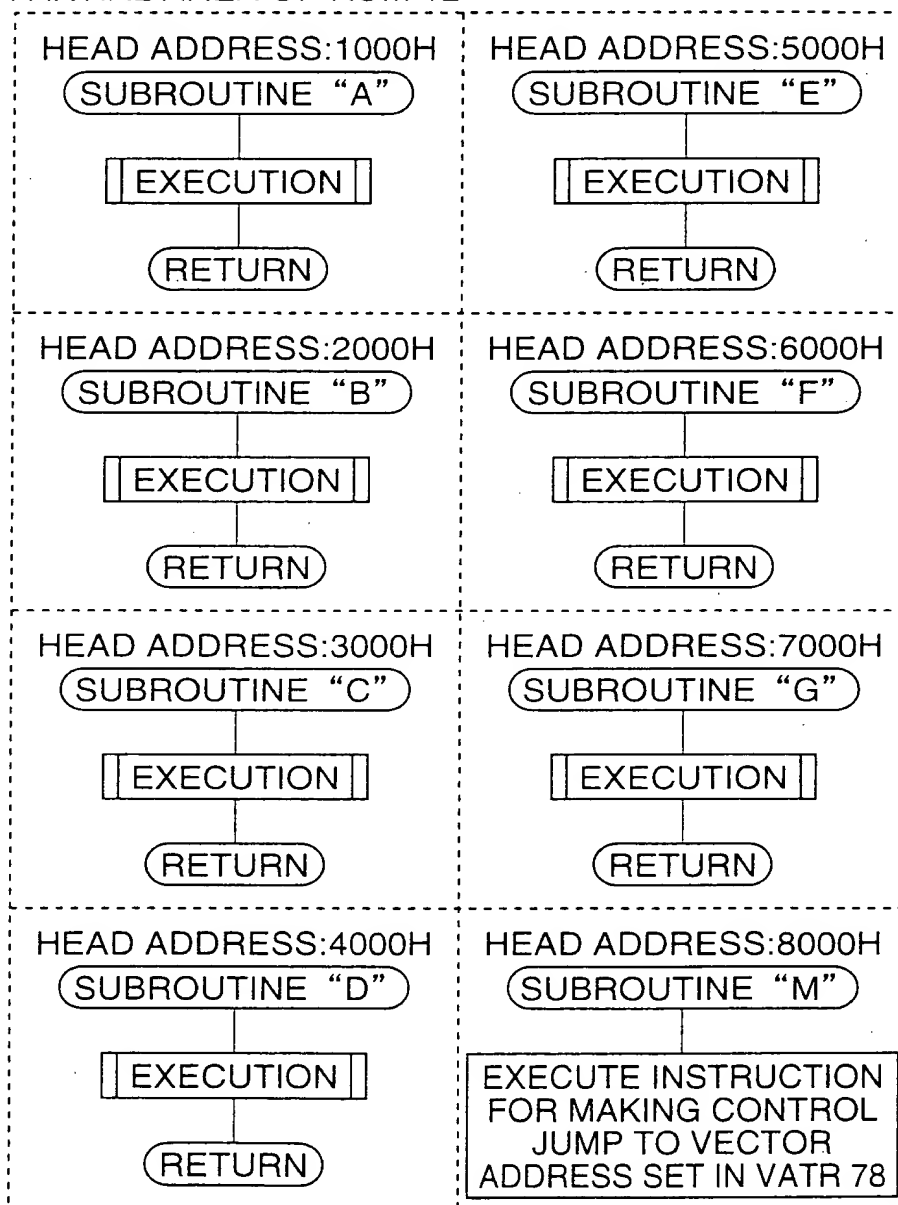 HEAD ADDRESS:1000H
SUBROUTINE “A”
EXECUTION
RETURN
HEAD ADDRESS:5000H
SUBROUTINE “E”
EXECUTION
RETURN
HEAD ADDRESS:2000H
SUBROUTINE “B”
EXECUTION
RETURN
HEAD ADDRESS:6000H
SUBROUTINE “F”
EXECUTION
RETURN
HEAD ADDRESS:3000H
SUBROUTINE “C”
EXECUTION
RETURN
HEAD ADDRESS:7000H
SUBROUTINE “G”
EXECUTION
RETURN
HEAD ADDRESS:4000H
SUBROUTINE “D”
EXECUTION
RETURN
HEAD ADDRESS:8000H
SUBROUTINE “M”
EXECUTE INSTRUCTION
FOR MAKING CONTROL
JUMP TO VECTOR
ADDRESS SET IN VATR 78